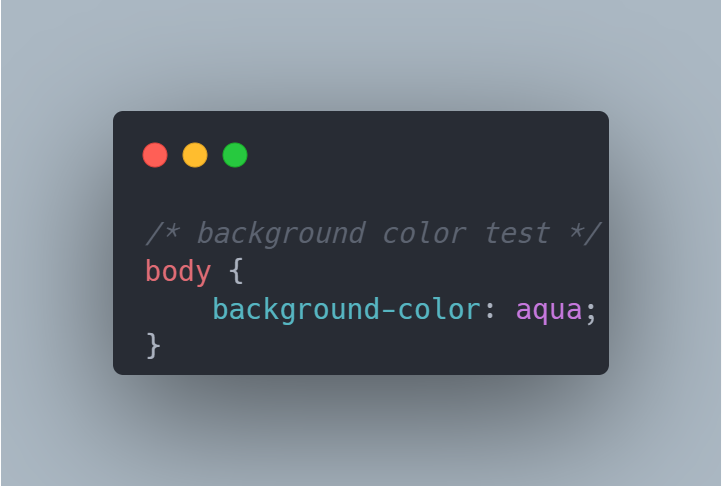 /* background color test */
body {
    background-color: aqua;
}